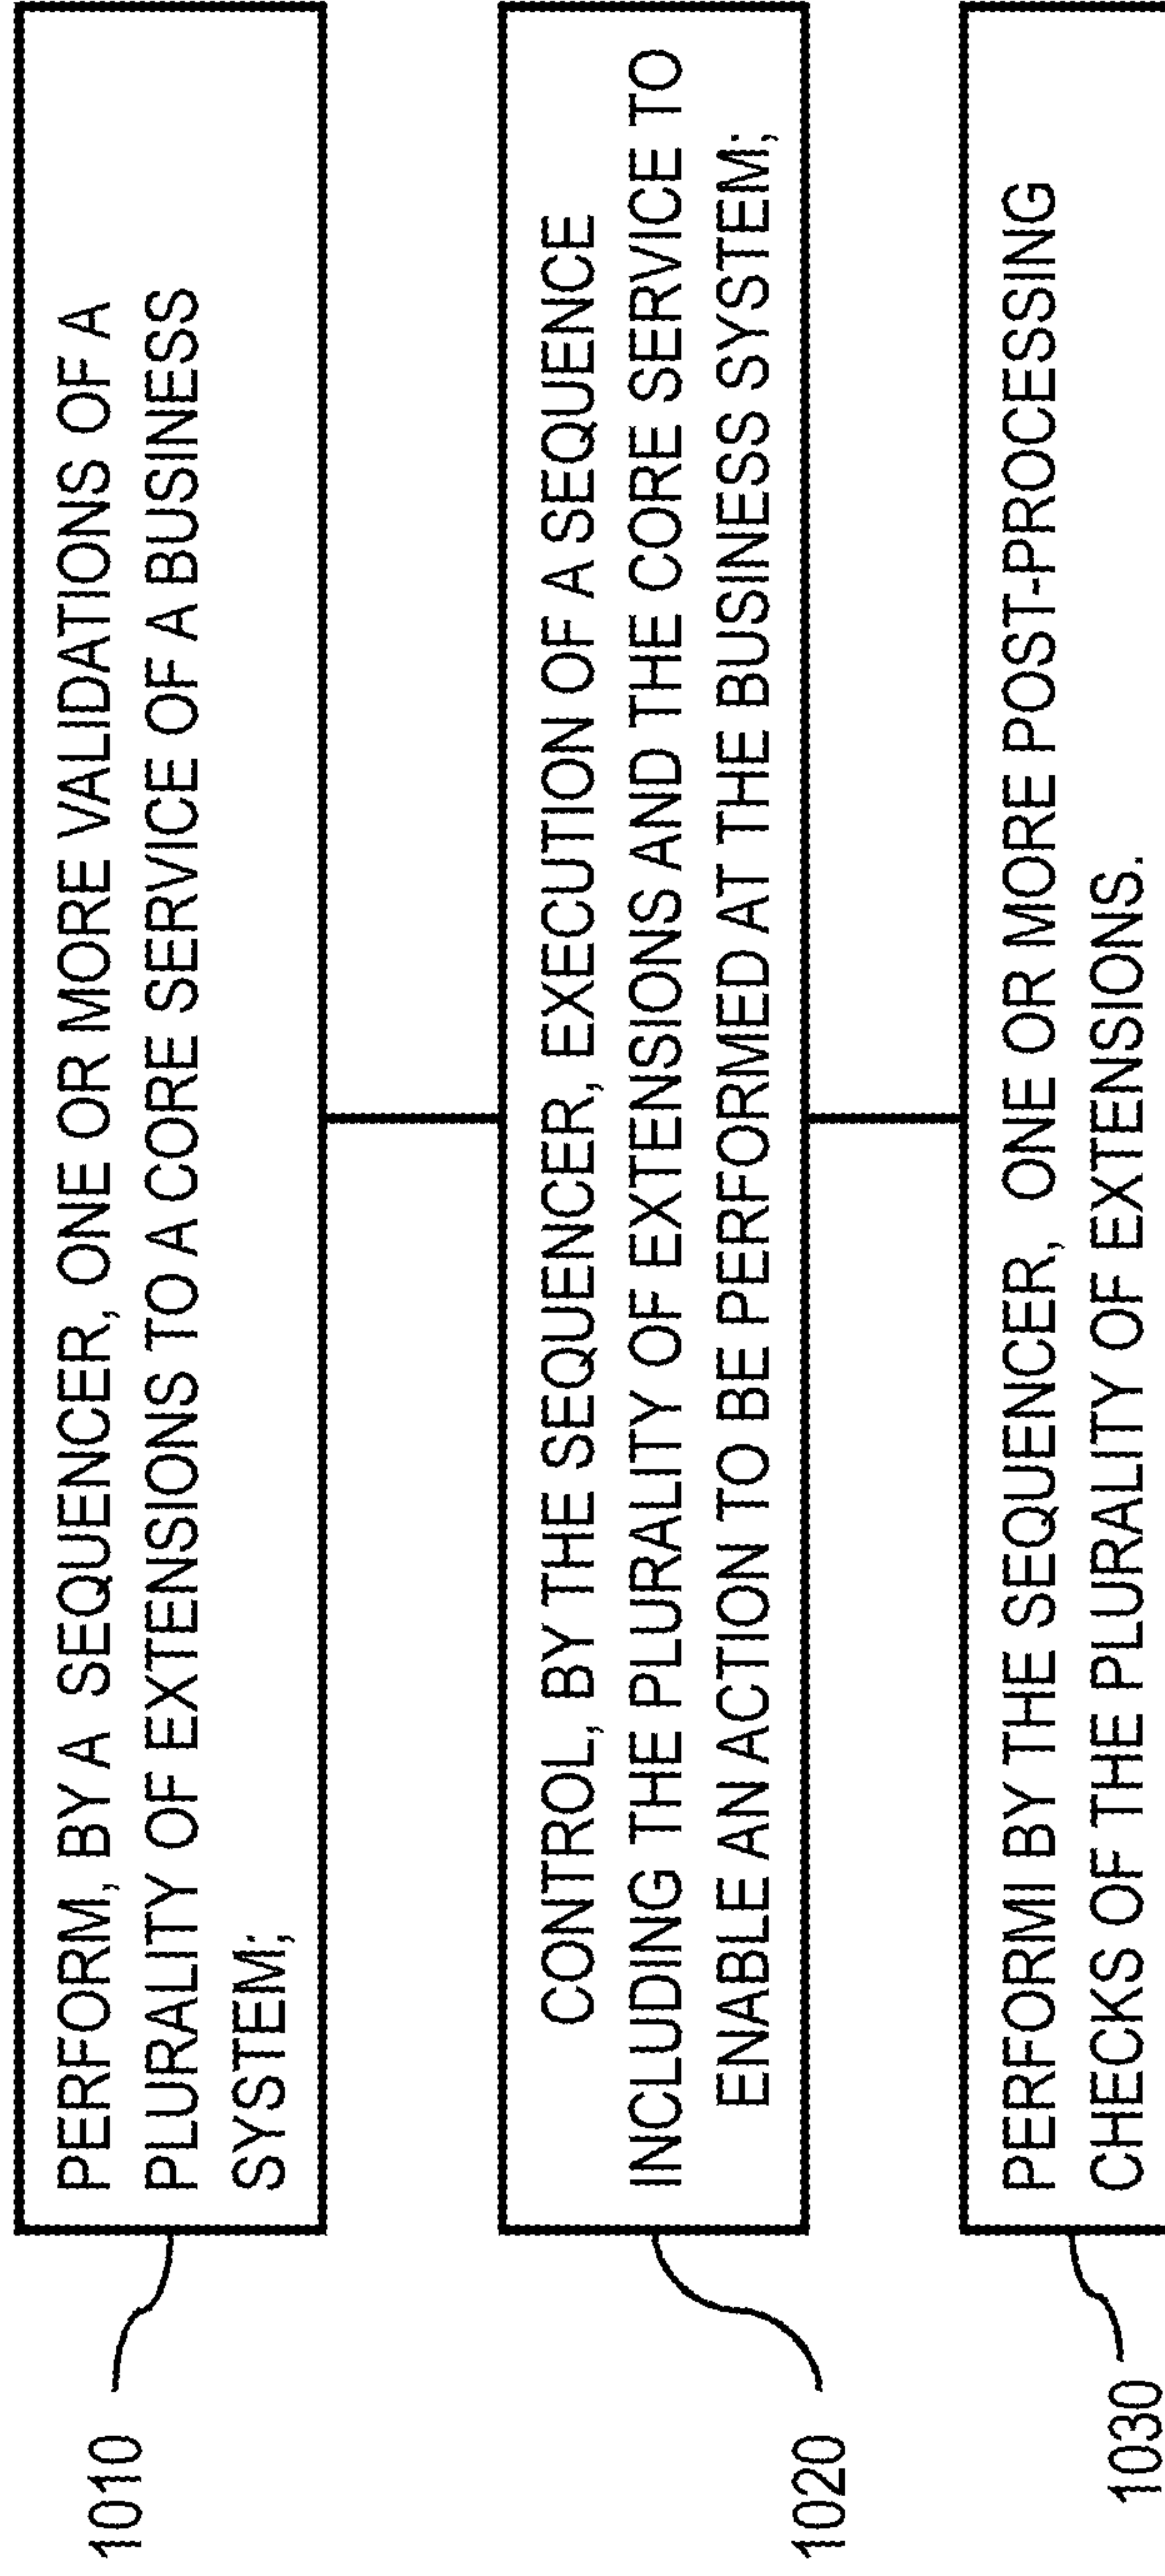 1010
PERFORM, BY A SEQUENCER, ONE OR MORE VALIDATIONS OF A
PLURALITY OF EXTENSIONS TO A CORE SERVICE OF A BUSINESS
SYSTEM;
1020
CONTROL, BY THE SEQUENCER, EXECUTION OF A SEQUENCE
INCLUDING THE PLURALITY OF EXTENSIONS AND THE CORE SERVICE TO
ENABLE AN ACTION TO BE PERFORMED AT THE BUSINESS SYSTEM;
1030
PERFORMI BY THE SEQUENCER, ONE OR MORE POST-PROCESSING
CHECKS OF THE PLURALITY OF EXTENSIONS.